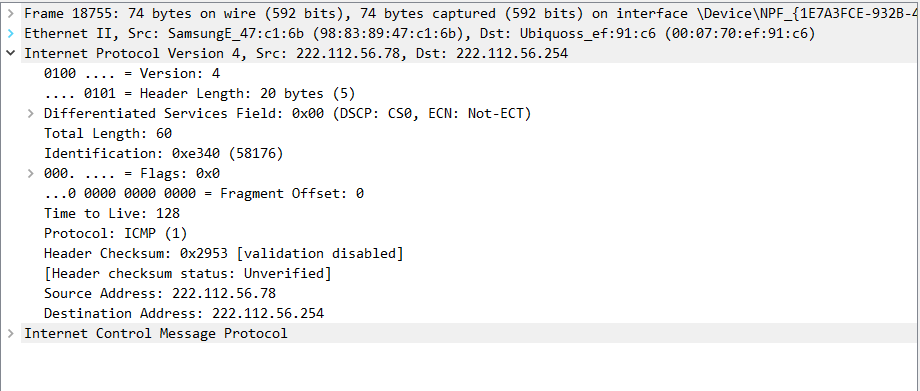 Frame 18755: 74 bytes on wire (592 bits), 74 bytes captured (592 bits) on interface \Device\NPF_{1E7A3FCE-932B-4
Ethernet II, Src: SamsungE_47:c1:6b (98:83:89:47:c1:6b), Dst: Ubiquoss_ef:91:c6 (00:07:70:ef:91:c6)
Internet Protocol Version 4, Src: 222.112.56.78, Dst: 222.112.56.254
0100 .... = Version: 4
.... 0101 = Header Length: 20 bytes (5)
Differentiated Services Field: 0x00 (DSCP: CS0, ECN: Not-ECT)
Total Length: 60
Identification: 0xe340 (58176)
000. .... = Flags: 0x0
...0 0000 0000 0000 = Fragment Offset: 0
Time to Live: 128
Protocol: ICMP (1)
Header Checksum: 0x2953 [validation disabled]
[Header checksum status: Unverified]
Source Address: 222.112.56.78
Destination Address: 222.112.56.254
Internet Control Message Protocol